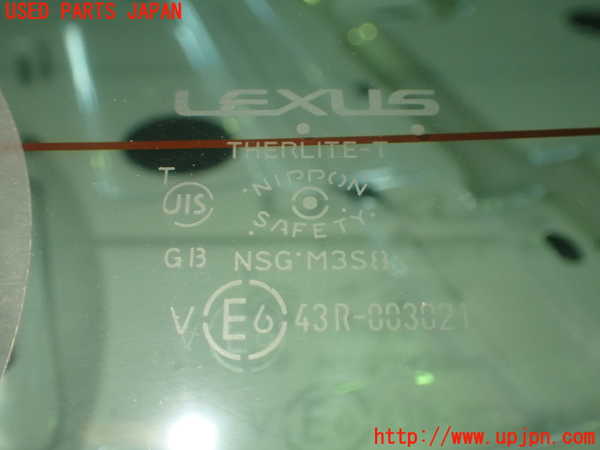 USED PARTS JAPAN
LEXUS
THERLITE-T
T
JIS
NIPPON
SAFETY
GB NSG M3S8
V E6 43R-003021
http://www.upjpn.com/